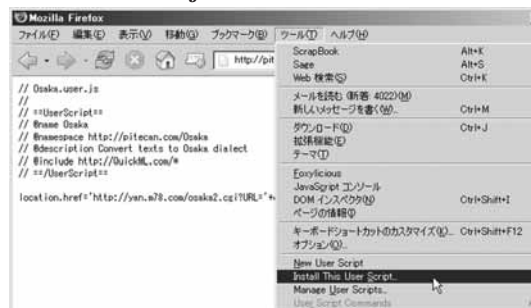 Mozilla Firefox
ファイル(F) 編集(E) 表示(V) 移動(G) ブックマーク(B) ツール(T) ヘルプ(H)
http://pit
// Osaka.user.js
//
// ==UserScript==
// @name Osaka
// @namespace http://pitecan.com/Osaka
// @description Convert texts to Osaka dialect
// @include http://QuickML.com/*
// ==/UserScript==
location.href='http://yan.m78.com/osaka2.cgi?URL='+
ScrapBook Alt+K
Sage Alt+S
Web 検索(S) Ctrl+K
メールを読む (新着: 4022)(M)
新しいメッセージを書く(W)... Ctrl+M
ダウンロード(D) Ctrl+J
拡張機能(E)
テーマ(T)
Foxylicious
JavaScript コンソール
DOM インスペクタ(N) Ctrl+Shift+I
ページの情報(I)
キーボードショートカットのカスタマイズ(K)... Ctrl+Shift+F12
オプション(O)...
New User Script
Install This User Script...
Manage User Scripts...
User Script Commands